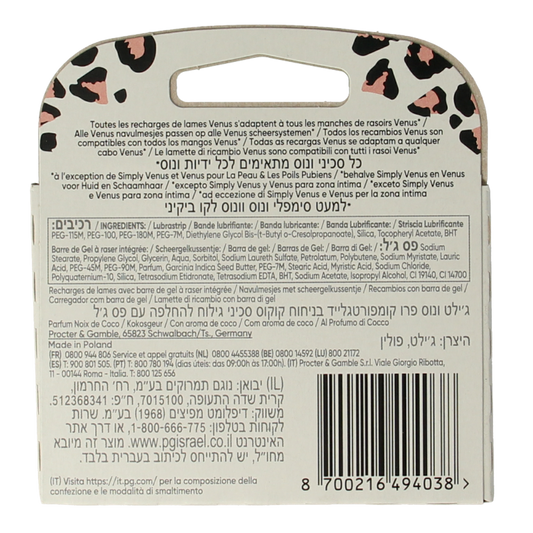 Toutes les recharges de lames Venus s'adaptent à tous les manches de rasoirs Venus* /
Alle Venus navulmesjes passen op alle Venus scheersystemen* / Todos los recambios Venus son
compatibles con todos los mangos Venus* / Todas as recargas Venus se adaptam a qualquer
cabo Venus* / Le lamette di ricambio Venus sono compatibili con tutti i rasoi Venus*
כל סכיני ונוס מתאימים לכל ידיות ונוס*
*à l'exception de Simply Venus et Venus pour La Peau & Les Poils Pubiens / *behalve Simply Venus en Venus
voor Huid en Schaamhaar / *excepto Simply Venus y Venus para zona íntima / *exceto Simply Venus
e Venus para zona íntima / *ad eccezione di Simply Venus e Venus per la zona intima
*למעט סימפלי ונוס וונוס לקו ביקיני
רכיבים: / INGREDIENTS: / Lubrastrip / Bande lubrifiante: / Banda lubricante: / Banda Lubrificante: / Striscia Lubrificante
PEG-115M, PEG-100, PEG-180M, PEG-7M, Diethylene Glycol Bis-(t-Butyl o-Cresolpropanoate), Silica, Tocopheryl Acetate, BHT
Barre de Gel à raser intégrée: / Scheergelkussentje: / Barra de gel: / Barras de Gel: / Barra di Gel: / פס ג'ל: Sodium
Stearate, Propylene Glycol, Glycerin, Aqua, Sorbitol, Sodium Laureth Sulfate, Petrolatum, Polybutene, Sodium Myristate, Lauric
Acid, PEG-45M, PEG-90M, Parfum, Garcinia Indica Seed Butter, PEG-7M, Stearic Acid, Myristic Acid, Sodium Chloride,
Polyquaternium-10, Silica, Tetrasodium Etidronate, Tetrasodium EDTA, BHT, Sodium Isethionate, Isopropyl Alcohol, CI 19140, CI 14700
Recharges de lames avec barre de gel à raser intégrée / Navulmesjes met scheergelkussentje / Recambios con barra de gel /
Carregador com barra de gel / Lamette di ricambio con barra di gel
ג'ילט ונוס פרו קומפורטגלייד בניחוח קוקוס סכיני גילוח להחלפה עם פס ג'ל
Parfum Noix de Coco / Kokosgeur / Con aroma de coco / Com aroma de coco / Al Profumo di Cocco
Procter & Gamble, 65823 Schwalbach/Ts., Germany
Made in Poland
היצרן: ג'ילט, פולין
(FR) 0800 944 806 Service et appel gratuits (NL) 0800 4455388 (BE) 0800 14592 (LU) 800 21172
(ES) T: 900 801 505. (PT) T: 800 780 194 (dias úteis: das 09:00h às 17:00h) (IT) Procter & Gamble S.r.l. Viale Giorgio Ribotta,
11 - 00144 Roma - Italia. T: 800 125 656
(IL) יבואן: נוגם תמרוקים בע"מ, רח' החרמון,
קרית שדה התעופה, 7015100, ח"פ: 512368341.
משווק: דיפלומט מפיצים (1968) בע"מ. שרות
לקוחות בטלפון: 1-800-666-775, או דרך אתר
האינטרנט www.pgisrael.co.il. מוצר זה מיובא
מחו"ל, יש להתייחס לכיתוב בעברית בלבד.
(IT) Visita https://it.pg.com/ per la composizione della
confezione e le modalità di smaltimento
8 700216 494038